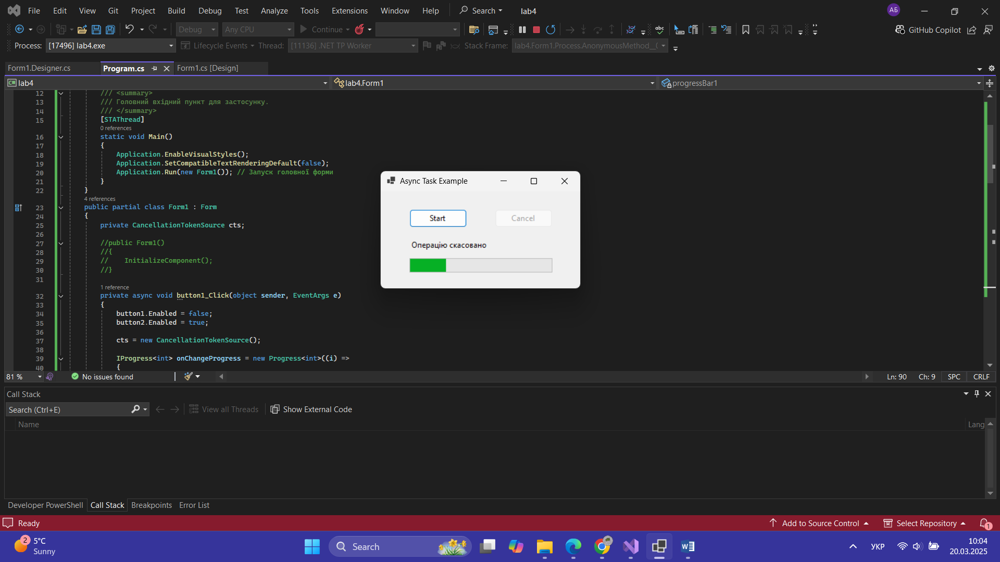 File Edit View Git Project Build Debug Test Analyze Tools Extensions Window Help Search lab4 АБ
Debug Any CPU Continue GitHub Copilot
Process: [17496] lab4.exe Lifecycle Events Thread: [11136] .NET TP Worker Stack Frame: lab4.Form1.Process.AnonymousMethod__(
Form1.Designer.cs Program.cs Form1.cs [Design]
C# lab4 lab4.Form1 progressBar1
12 /// <summary>
13 /// Головний вхідний пункт для застосунку.
14 /// </summary>
15 [STAThread]
0 references
16 static void Main()
17 {
18 Application.EnableVisualStyles();
19 Application.SetCompatibleTextRenderingDefault(false);
20 Application.Run(new Form1()); // Запуск головної форми
21 }
22 }
4 references
23 public partial class Form1 : Form
24 {
25 private CancellationTokenSource cts;
26
27 //public Form1()
28 //{
29 // InitializeComponent();
30 //}
31
1 reference
32 private async void button1_Click(object sender, EventArgs e)
33 {
34 button1.Enabled = false;
35 button2.Enabled = true;
36
37 cts = new CancellationTokenSource();
38
39 IProgress<int> onChangeProgress = new Progress<int>((i) =>
40 {
Async Task Example
Start Cancel
Операцію скасовано
81 % No issues found Ln: 90 Ch: 9 SPC CRLF
Call Stack
Search (Ctrl+E) View all Threads Show External Code
Name Lang
Developer PowerShell Call Stack Breakpoints Error List
Ready Add to Source Control Select Repository 1
2 5°C
Sunny
Search
УКР
10:04
20.03.2025